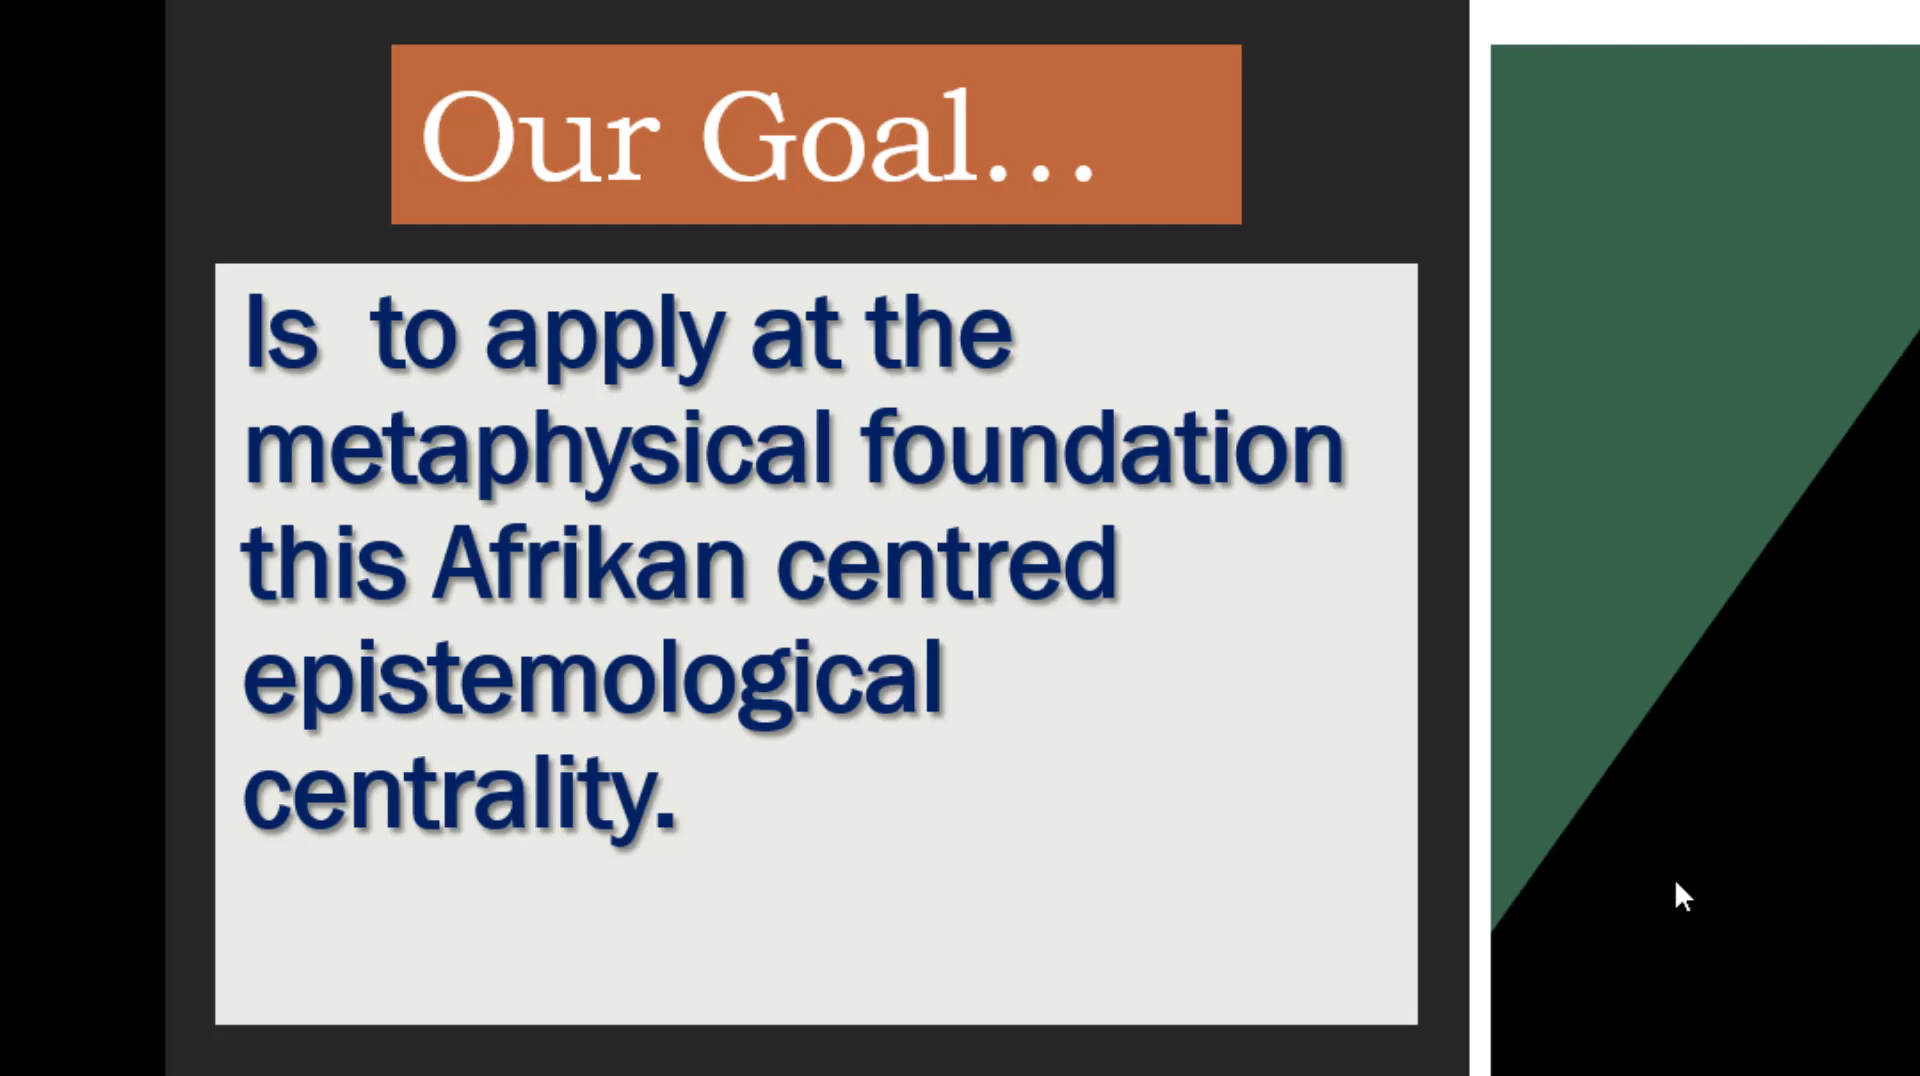 Our Goal...
Is  to apply at the
metaphysical foundation
this Afrikan centred
epistemological
centrality.